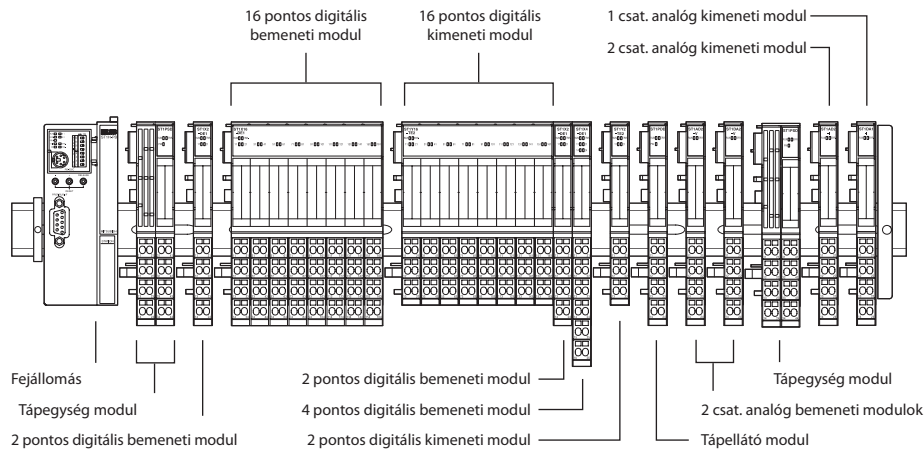 16 pontos digitális
bemeneti modul
16 pontos digitális
kimeneti modul
1 csat. analóg kimeneti modul
2 csat. analóg kimeneti modul
Fejállomás
Tápegység modul
2 pontos digitális bemeneti modul
2 pontos digitális bemeneti modul
4 pontos digitális bemeneti modul
2 pontos digitális kimeneti modul
Tápegység modul
2 csat. analóg bemeneti modulok
Tápellátó modul